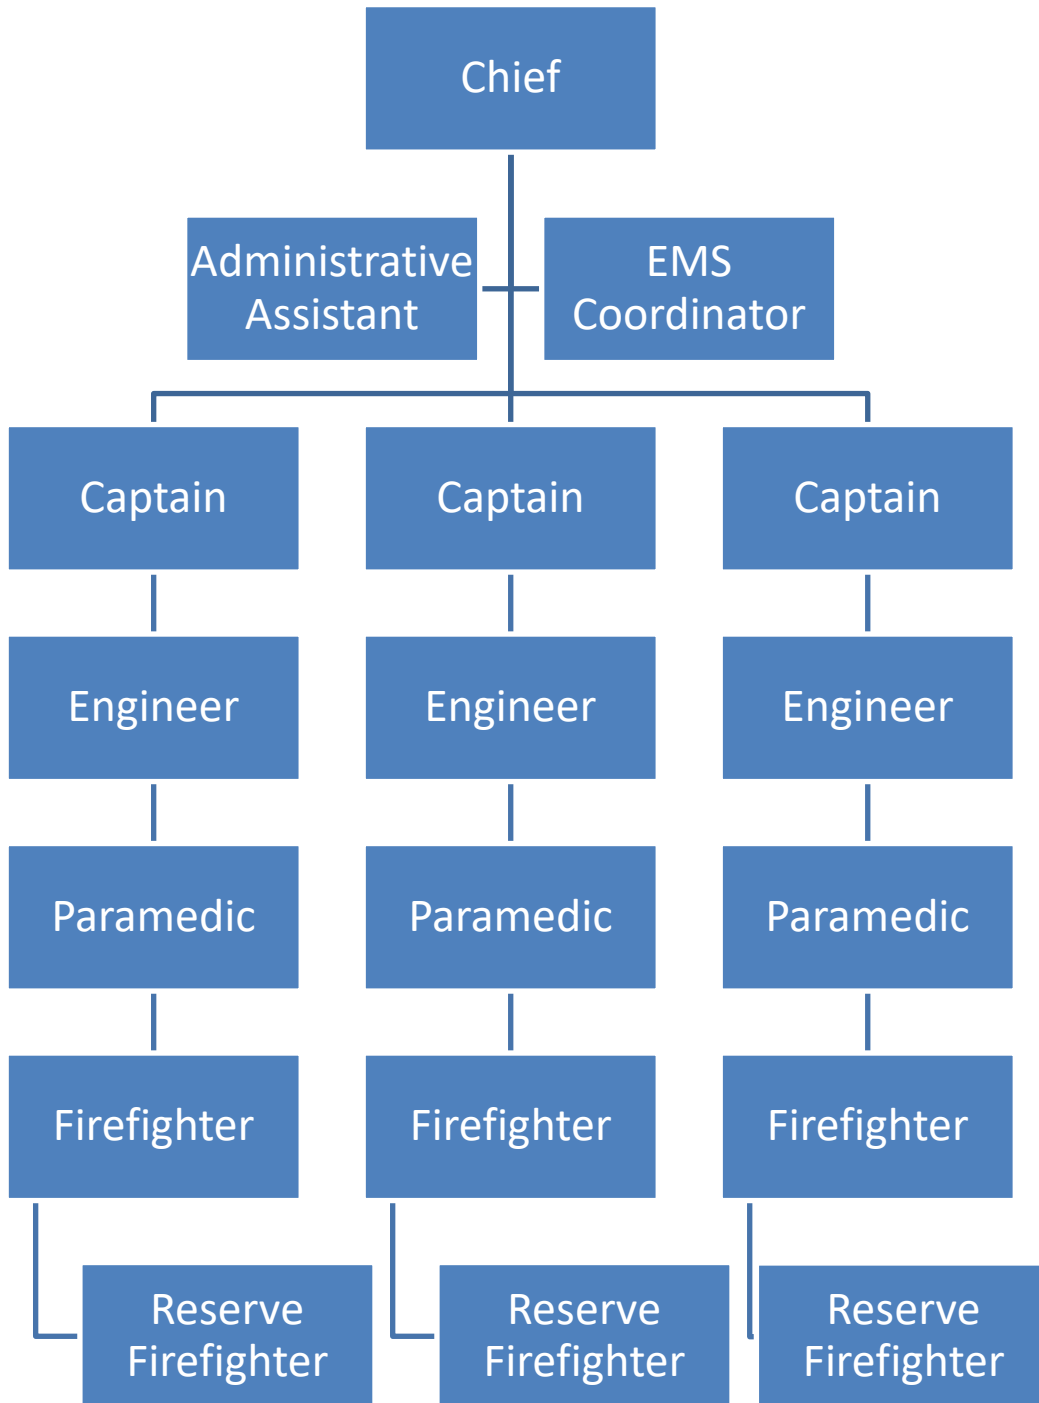 Chief
Administrative
Assistant
EMS
Coordinator
Captain
Captain
Captain
Engineer
Engineer
Engineer
Paramedic
Paramedic
Paramedic
Firefighter
Firefighter
Firefighter
Reserve
Firefighter
Reserve
Firefighter
Reserve
Firefighter